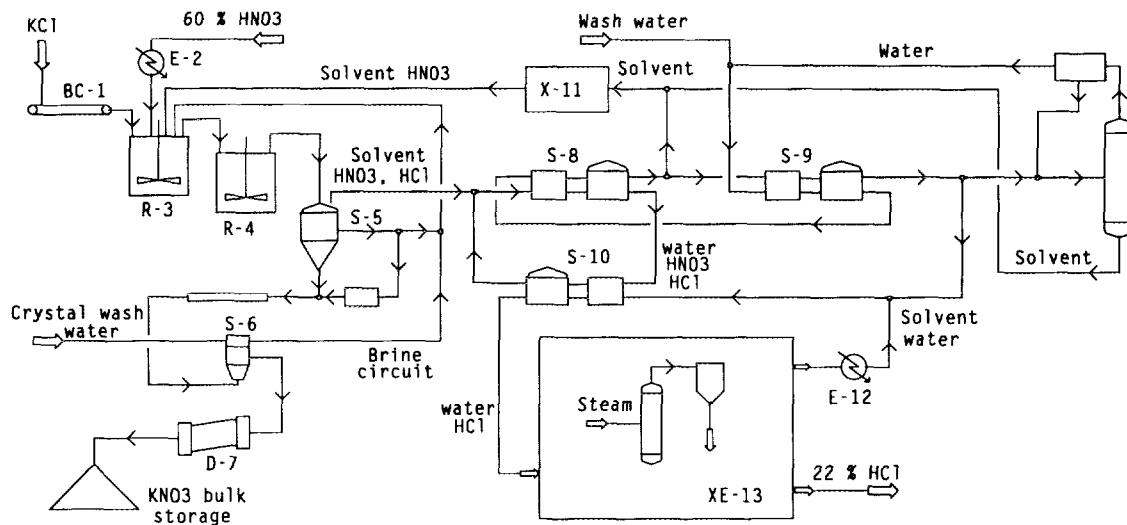 60 % HNO3
KCl
E-2
BC-1
Wash water
Water
Solvent HNO3
Solvent
X-11
Solvent
HNO3, HCl
S-8
S-9
R-3
R-4
S-5
S-10
water
HNO3
HCl
Solvent
Crystal wash
water
S-6
Brine
circuit
Solvent
water
E-12
water
HCl
Steam
D-7
KNO3 bulk
storage
XE-13
22 % HCl